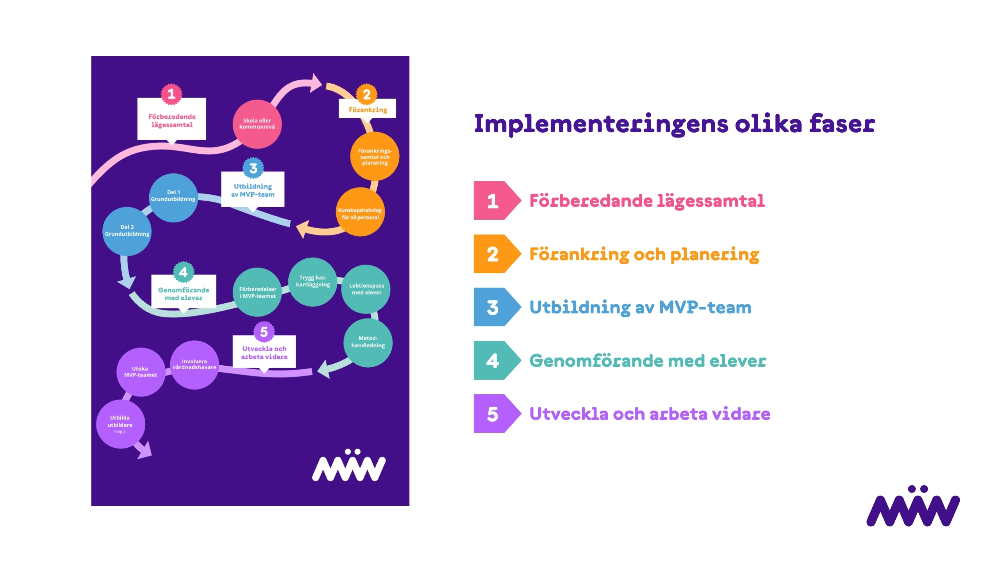 1
Förberedande
lägessamtal
Skola eller
kommunnivå
2
Förankring
Förankrings-
samtal och
planering
Kunskapshalvdag
för all personal
3
Utbildning
av MVP-team
Del 1
Grundutbildning
Del 2
Grundutbildning
4
Genomförande
med elever
Förberedelser
i MVP-teamet
Trygg bas-
kartläggning
Lektionspass
med elever
Metod-
handledning
5
Utveckla och
arbeta vidare
Involvera
vårdnadshavare
Utöka
MVP-teamet
Utbilda
utbildare
Steg 2
MÄN
Implementeringens olika faser
1 Förberedande lägessamtal
2 Förankring och planering
3 Utbildning av MVP-team
4 Genomförande med elever
5 Utveckla och arbeta vidare
MÄN